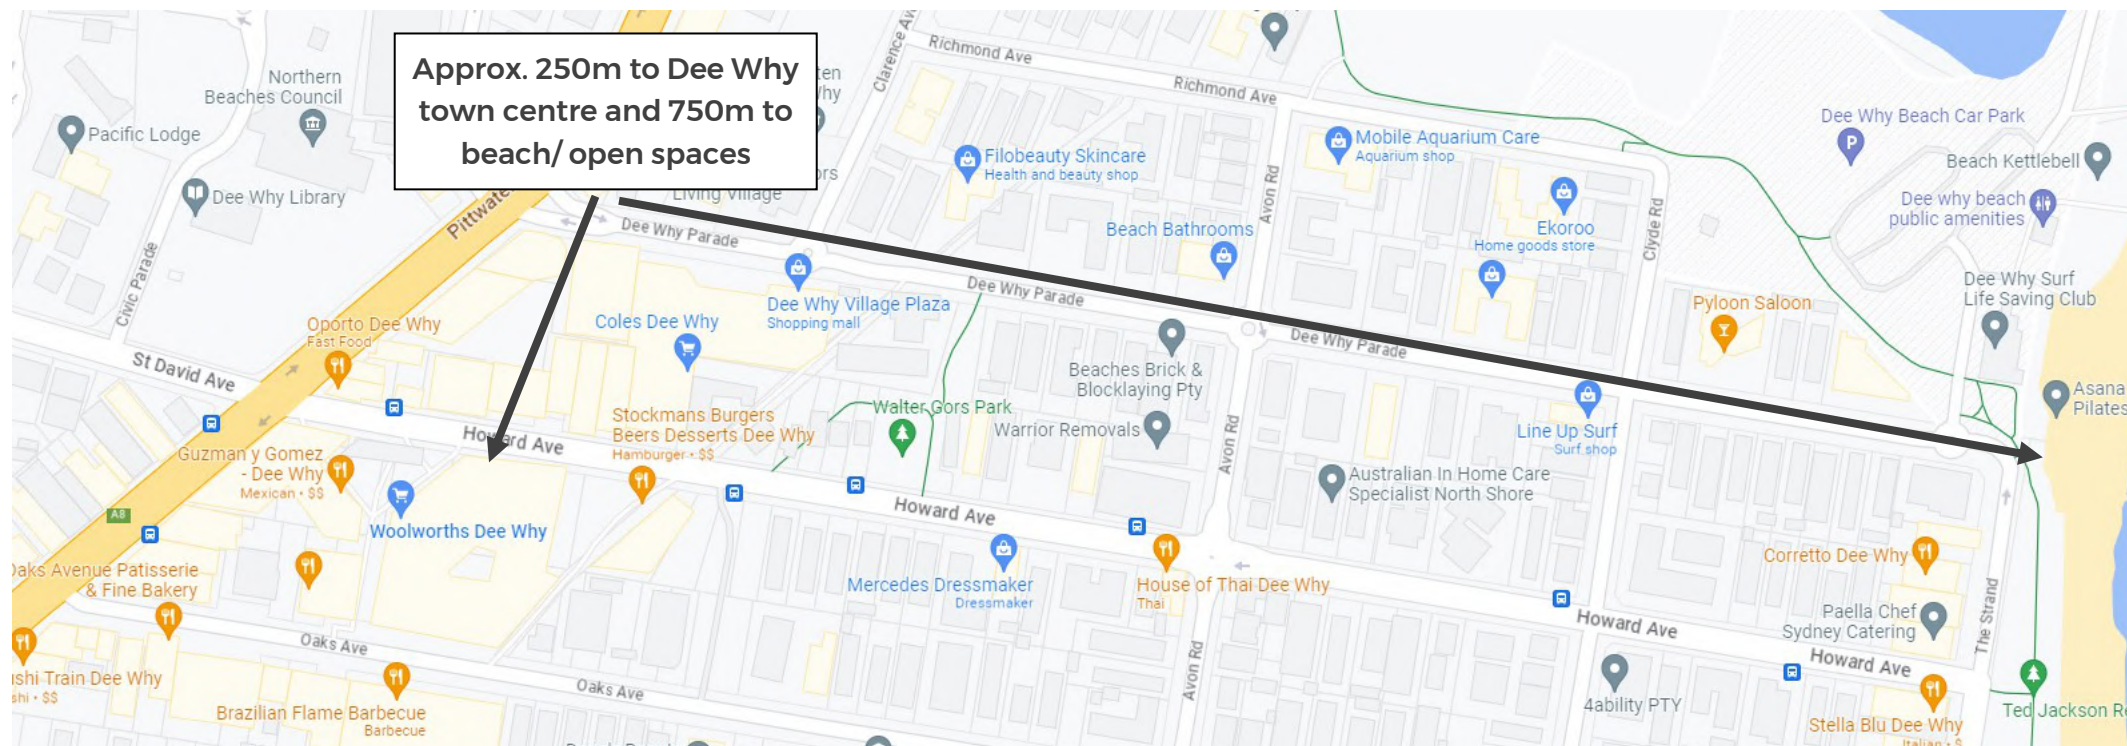 Approx. 250m to Dee Why
town centre and 750m to
beach/ open spaces
Northern
Beaches Council
Pacific Lodge
Dee Why Library
Civic Parade
Living Village
Clarence
Richmond Ave
Richmond Ave
Filobeauty Skincare
Health and beauty shop
Mobile Aquarium Care
Aquarium shop
Dee Why Beach Car Park
Beach Kettlebell
Dee why beach
public amenities
Avon Rd
Beach Bathrooms
Ekoroo
Home goods store
Clyde Rd
Dee Why Parade
Dee Why Parade
Dee Why Parade
Dee Why Village Plaza
Shopping mall
Coles Dee Why
Oporto Dee Why
Fast Food
Pyloon Saloon
Dee Why Surf
Life Saving Club
St David Ave
Beaches Brick &
Blocklaying Pty
Asana
Pilates
Stockmans Burgers
Beers Desserts Dee Why
Hamburger • $$
Walter Gors Park
Warrior Removals
Avon Rd
Line Up Surf
Surf shop
Howard Ave
Guzman y Gomez
- Dee Why
Mexican • $$
Australian In Home Care
Specialist North Shore
A8
Woolworths Dee Why
Howard Ave
Corretto Dee Why
Oaks Avenue Patisserie
& Fine Bakery
Mercedes Dressmaker
Dressmaker
House of Thai Dee Why
Thai
Paella Chef
Sydney Catering
The Strand
Howard Ave
Howard Ave
Oaks Ave
Oaks Ave
Avon Rd
Train Dee Why
$$
Brazilian Flame Barbecue
Barbecue
4ability PTY
Stella Blu Dee Why
Ted Jackson
P